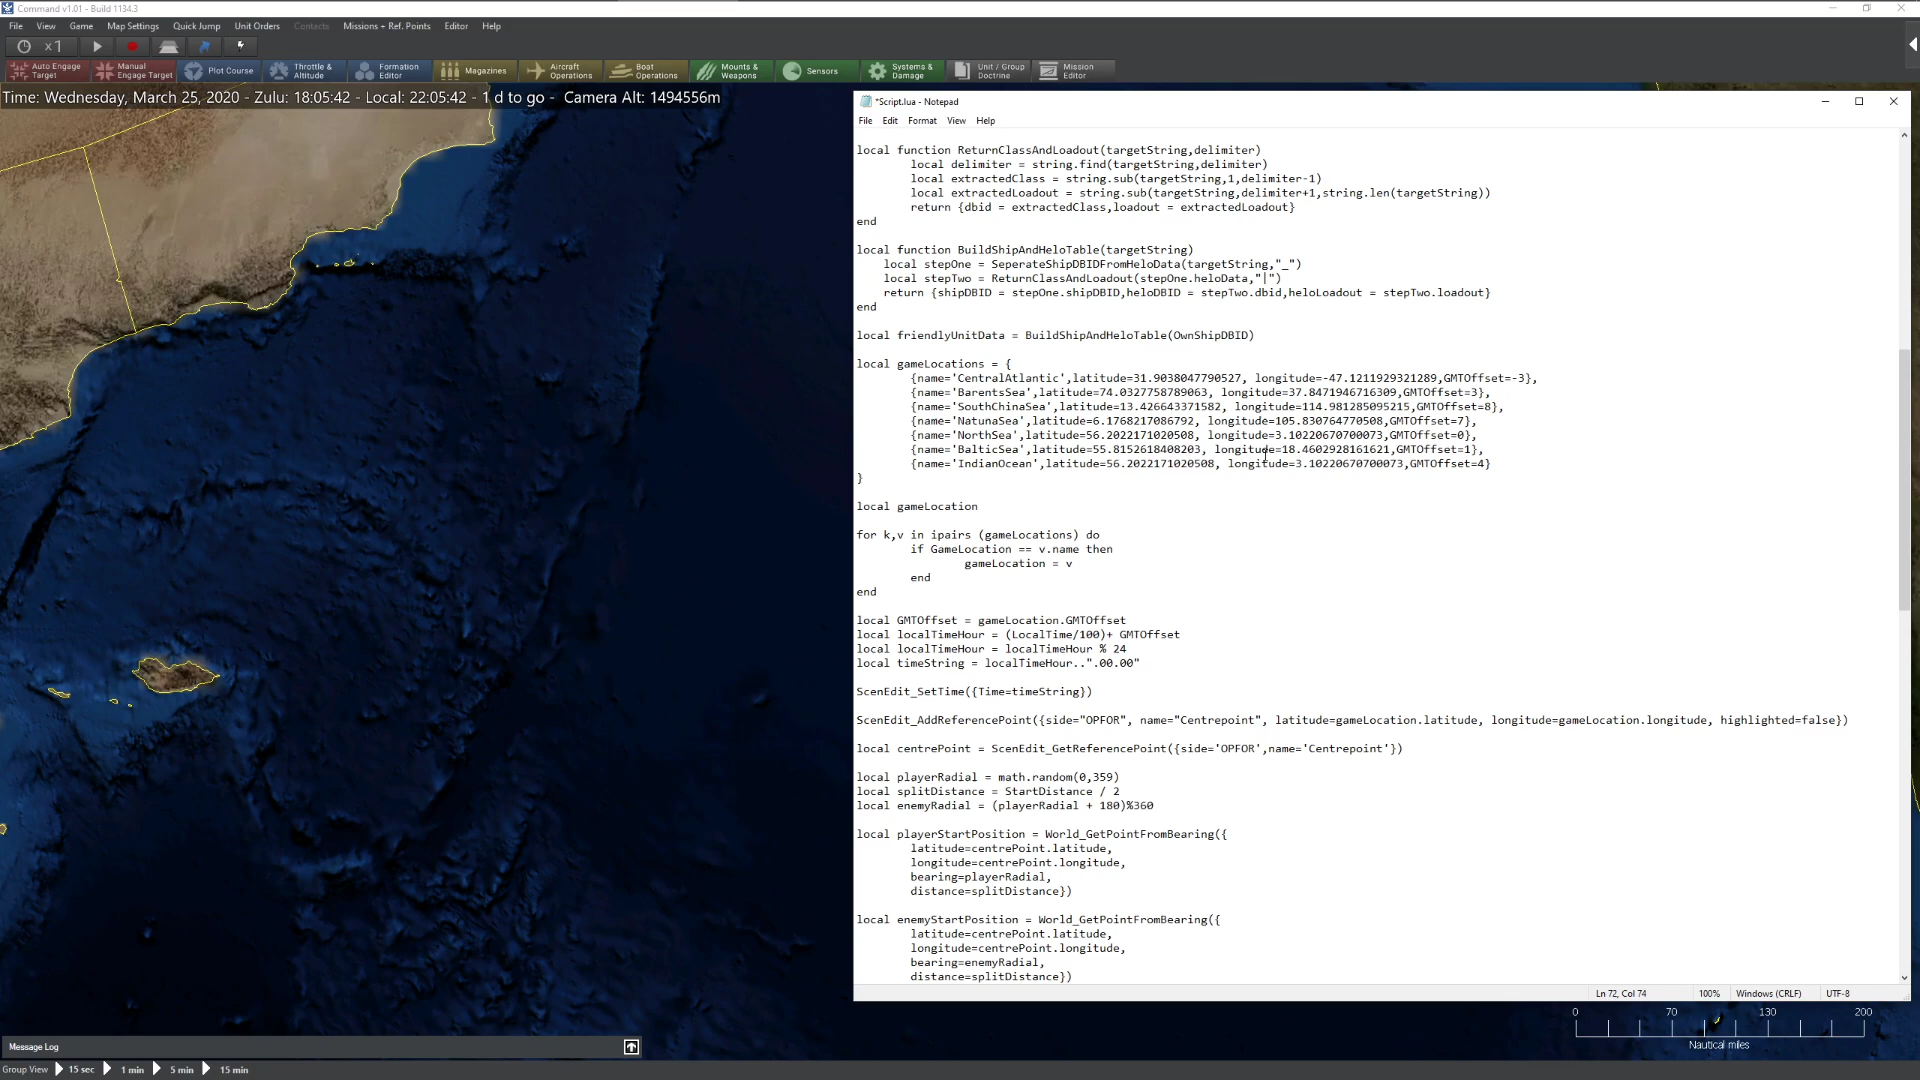 Command v1.01 - Build 1134.3
File View Game Map Settings Quick Jump Unit Orders Contacts Missions + Ref. Points Editor Help
x1
Auto Engage Target
Manual Engage Target
Plot Course
Throttle & Altitude
Formation Editor
Magazines
Aircraft Operations
Boat Operations
Mounts & Weapons
Sensors
Systems & Damage
Unit / Group Doctrine
Mission Editor
Time: Wednesday, March 25, 2020 - Zulu: 18:05:42 - Local: 22:05:42 - 1 d to go - Camera Alt: 1494556m
*Script.lua - Notepad
File Edit Format View Help
local function ReturnClassAndLoadout(targetString,delimiter)
local delimiter = string.find(targetString,delimiter)
local extractedClass = string.sub(targetString,1,delimiter-1)
local extractedLoadout = string.sub(targetString,delimiter+1,string.len(targetString))
return {dbid = extractedClass,loadout = extractedLoadout}
end
local function BuildShipAndHeloTable(targetString)
local stepOne = SeperateShipDBIDFromHeloData(targetString,"_")
local stepTwo = ReturnClassAndLoadout(stepOne.heloData,"|")
return {shipDBID = stepOne.shipDBID,heloDBID = stepTwo.dbid,heloLoadout = stepTwo.loadout}
end
local friendlyUnitData = BuildShipAndHeloTable(OwnShipDBID)
local gameLocations = {
{name='CentralAtlantic',latitude=31.9038047790527, longitude=-47.1211929321289,GMTOffset=-3},
{name='BarentsSea',latitude=74.0327758789063, longitude=37.8471946716309,GMTOffset=3},
{name='SouthChinaSea',latitude=13.426643371582, longitude=114.981285095215,GMTOffset=8},
{name='NatunaSea',latitude=6.1768217086792, longitude=105.830764770508,GMTOffset=7},
{name='NorthSea',latitude=56.2022171020508, longitude=3.10220670700073,GMTOffset=0},
{name='BalticSea',latitude=55.8152618408203, longitude=18.4602928161621,GMTOffset=1},
{name='IndianOcean',latitude=56.2022171020508, longitude=3.10220670700073,GMTOffset=4}
}
local gameLocation
for k,v in ipairs (gameLocations) do
if GameLocation == v.name then
gameLocation = v
end
end
local GMTOffset = gameLocation.GMTOffset
local localTimeHour = (LocalTime/100)+ GMTOffset
local localTimeHour = localTimeHour % 24
local timeString = localTimeHour..".00.00"
ScenEdit_SetTime({Time=timeString})
ScenEdit_AddReferencePoint({side="OPFOR", name="Centrepoint", latitude=gameLocation.latitude, longitude=gameLocation.longitude, highlighted=false})
local centrePoint = ScenEdit_GetReferencePoint({side='OPFOR',name='Centrepoint'})
local playerRadial = math.random(0,359)
local splitDistance = StartDistance / 2
local enemyRadial = (playerRadial + 180)%360
local playerStartPosition = World_GetPointFromBearing({
latitude=centrePoint.latitude,
longitude=centrePoint.longitude,
bearing=playerRadial,
distance=splitDistance})
local enemyStartPosition = World_GetPointFromBearing({
latitude=centrePoint.latitude,
longitude=centrePoint.longitude,
bearing=enemyRadial,
distance=splitDistance})
Ln 72, Col 74 100% Windows (CRLF) UTF-8
0 70 130 200
Nautical miles
Message Log
Group View 15 sec 1 min 5 min 15 min